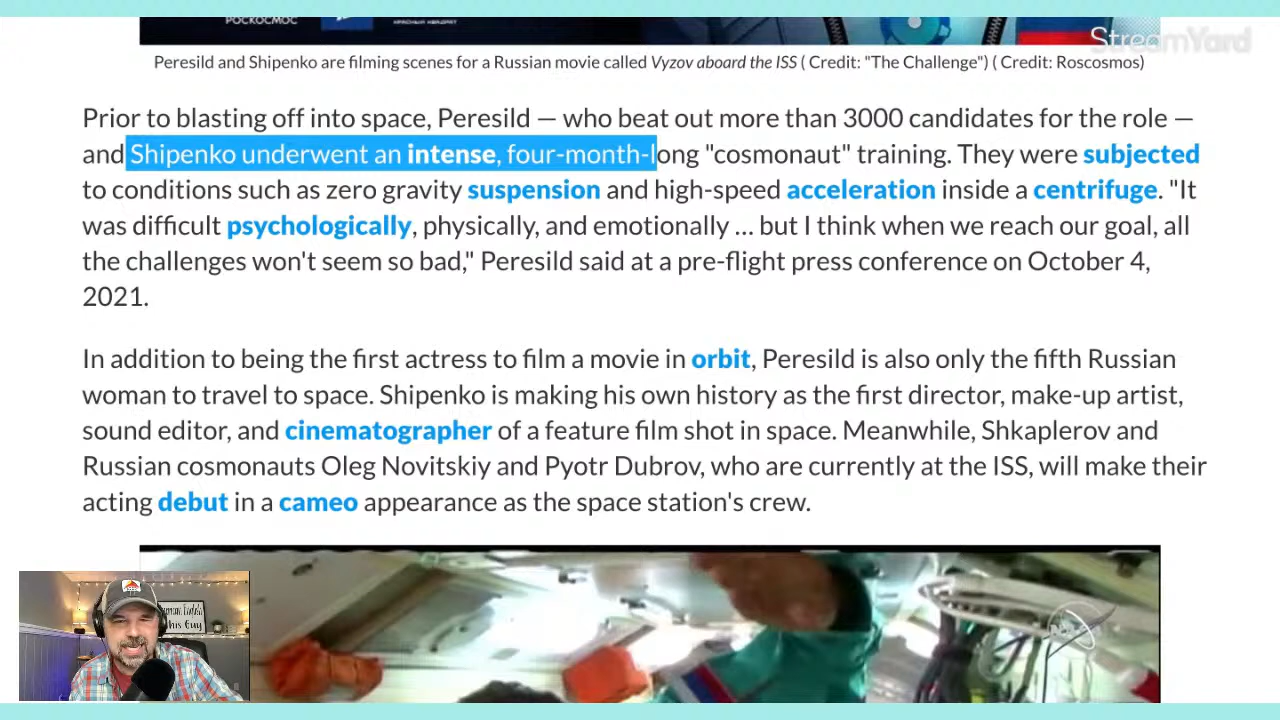 РОСКОСМОС
КРАСНЫЙ КВАДРАТ
StreamYard
Peresild and Shipenko are filming scenes for a Russian movie called Vyzov aboard the ISS ( Credit: "The Challenge") ( Credit: Roscosmos)
Prior to blasting off into space, Peresild — who beat out more than 3000 candidates for the role —
and Shipenko underwent an intense, four-month-long "cosmonaut" training. They were subjected
to conditions such as zero gravity suspension and high-speed acceleration inside a centrifuge. "It
was difficult psychologically, physically, and emotionally ... but I think when we reach our goal, all
the challenges won't seem so bad," Peresild said at a pre-flight press conference on October 4,
2021.
In addition to being the first actress to film a movie in orbit, Peresild is also only the fifth Russian
woman to travel to space. Shipenko is making his own history as the first director, make-up artist,
sound editor, and cinematographer of a feature film shot in space. Meanwhile, Shkaplerov and
Russian cosmonauts Oleg Novitskiy and Pyotr Dubrov, who are currently at the ISS, will make their
acting debut in a cameo appearance as the space station's crew.
his Guy